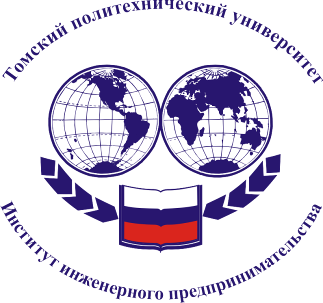 Томский политехнический университет
Институт инженерного предпринимательства